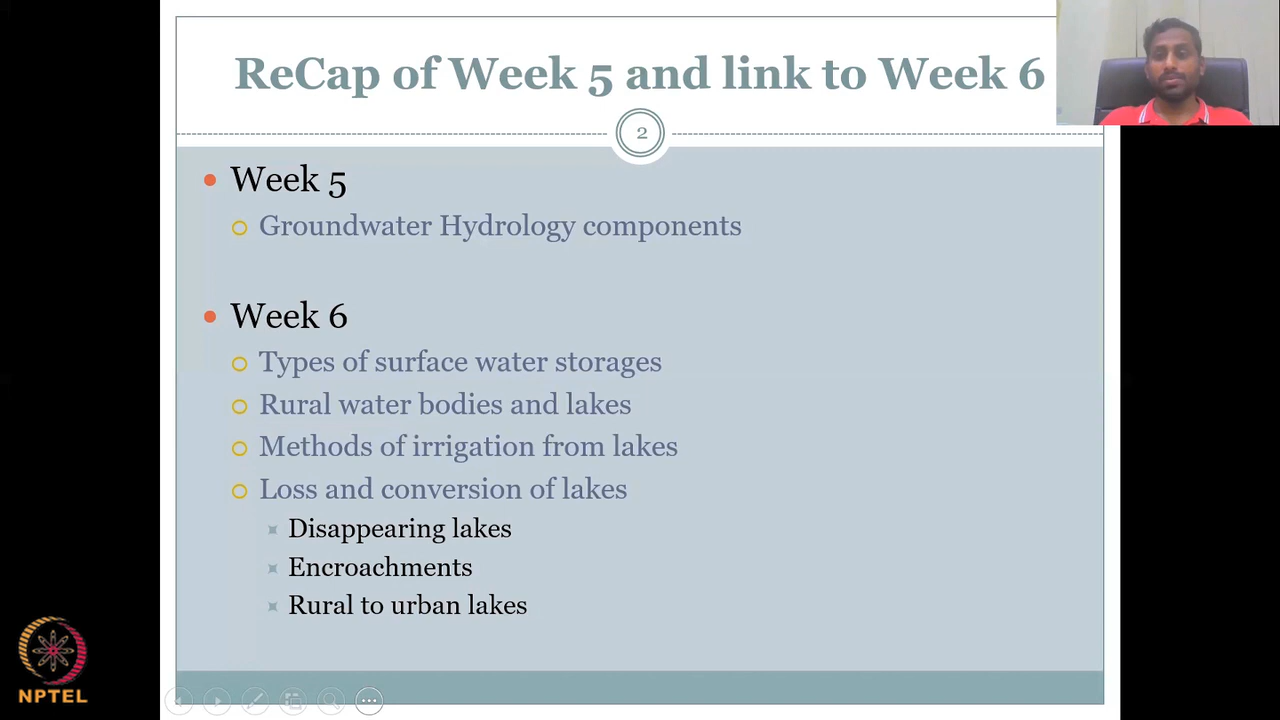 ReCap of Week 5 and link to Week 6
2
Week 5
Groundwater Hydrology components
Week 6
Types of surface water storages
Rural water bodies and lakes
Methods of irrigation from lakes
Loss and conversion of lakes
Disappearing lakes
Encroachments
Rural to urban lakes
NPTEL